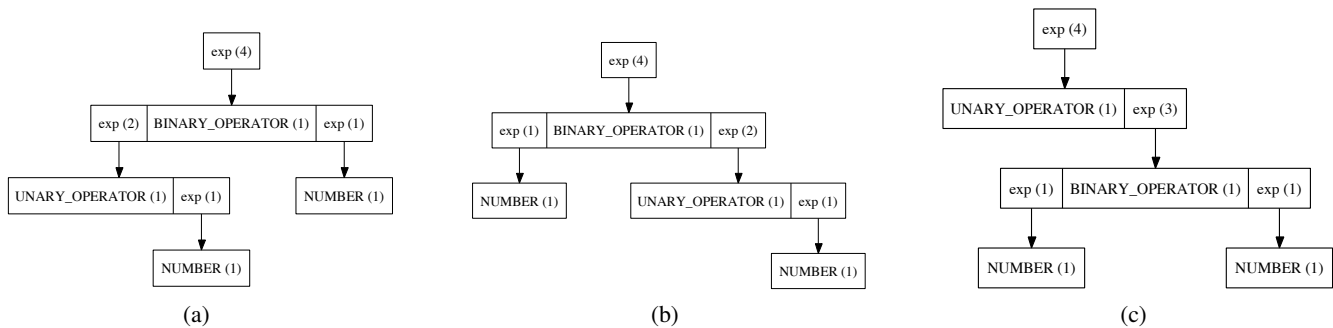 exp (4)
exp (2) BINARY_OPERATOR (1) exp (1)
UNARY_OPERATOR (1) exp (1) NUMBER (1)
NUMBER (1)
(a)
exp (4)
exp (1) BINARY_OPERATOR (1) exp (2)
NUMBER (1) UNARY_OPERATOR (1) exp (1)
NUMBER (1)
(b)
exp (4)
UNARY_OPERATOR (1) exp (3)
exp (1) BINARY_OPERATOR (1) exp (1)
NUMBER (1) NUMBER (1)
(c)